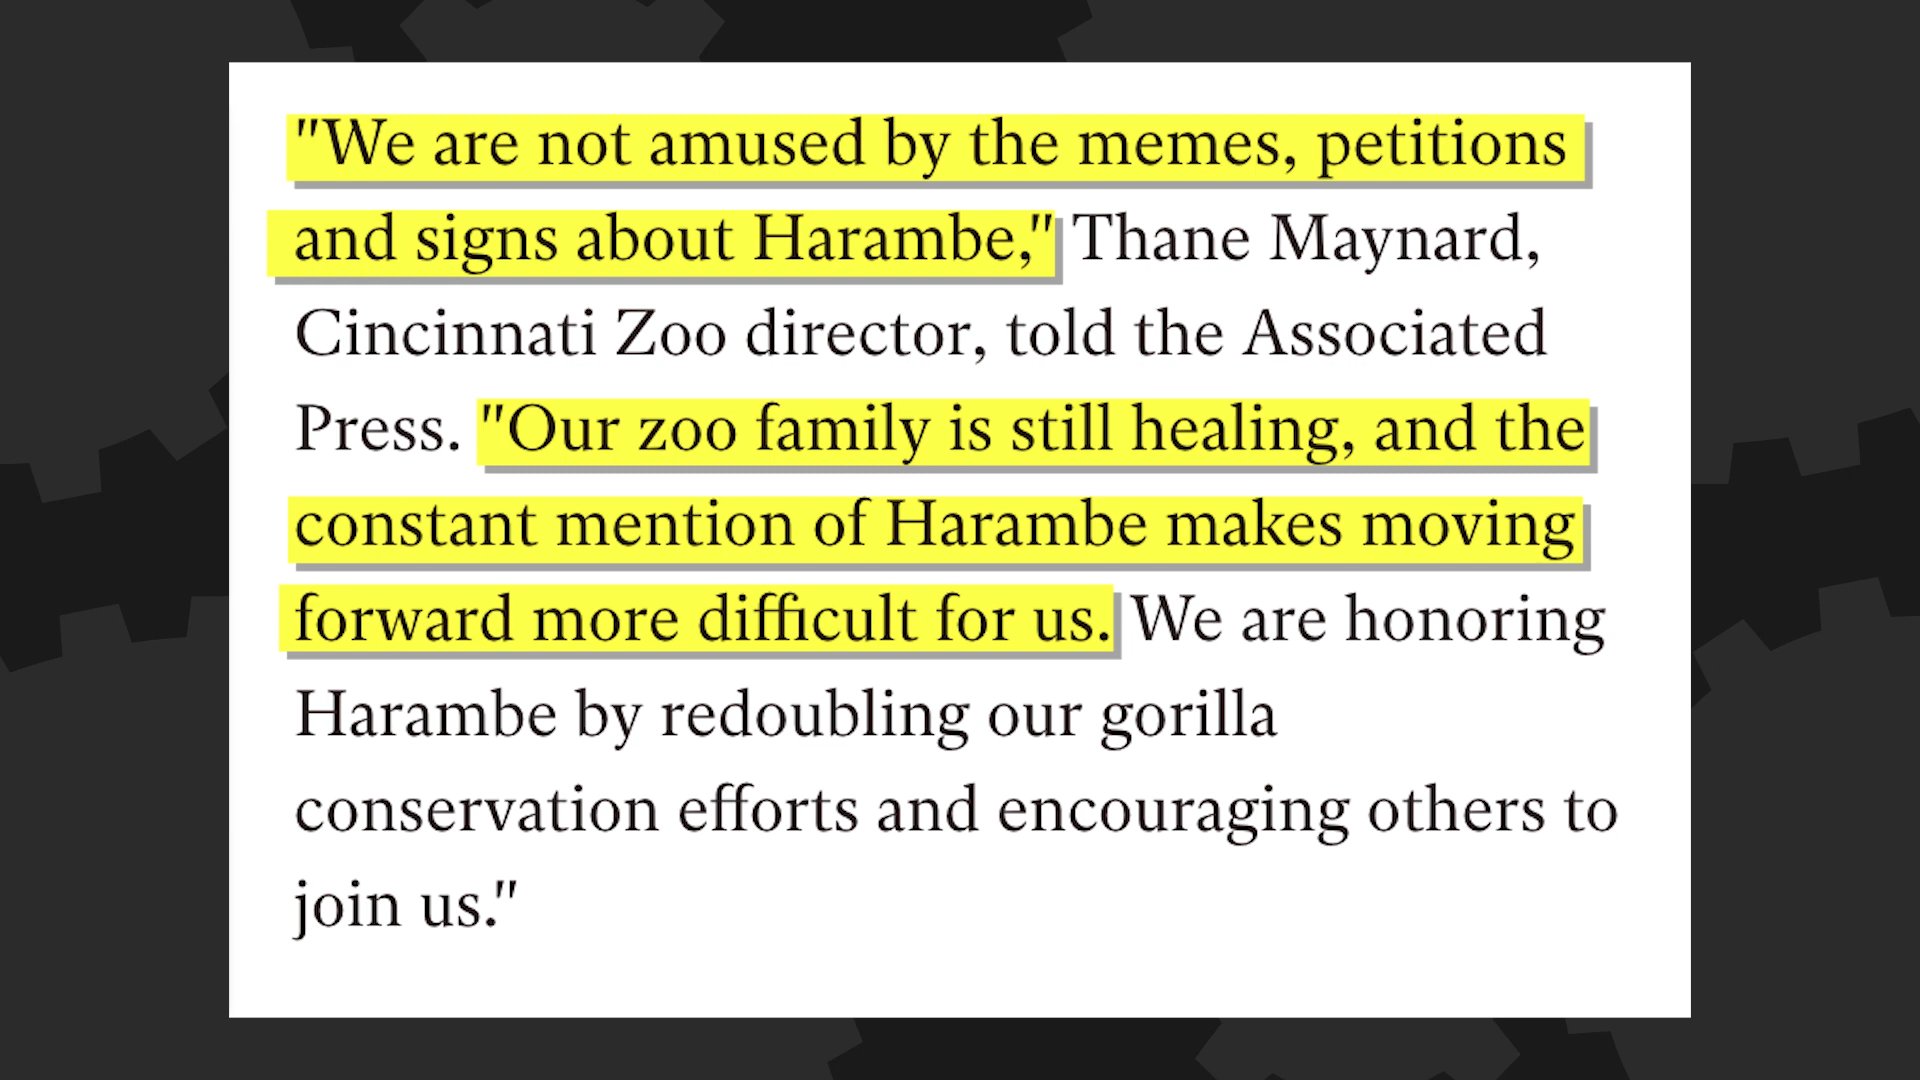 "We are not amused by the memes, petitions
and signs about Harambe," Thane Maynard,
Cincinnati Zoo director, told the Associated
Press. "Our zoo family is still healing, and the
constant mention of Harambe makes moving
forward more difficult for us. We are honoring
Harambe by redoubling our gorilla
conservation efforts and encouraging others to
join us."